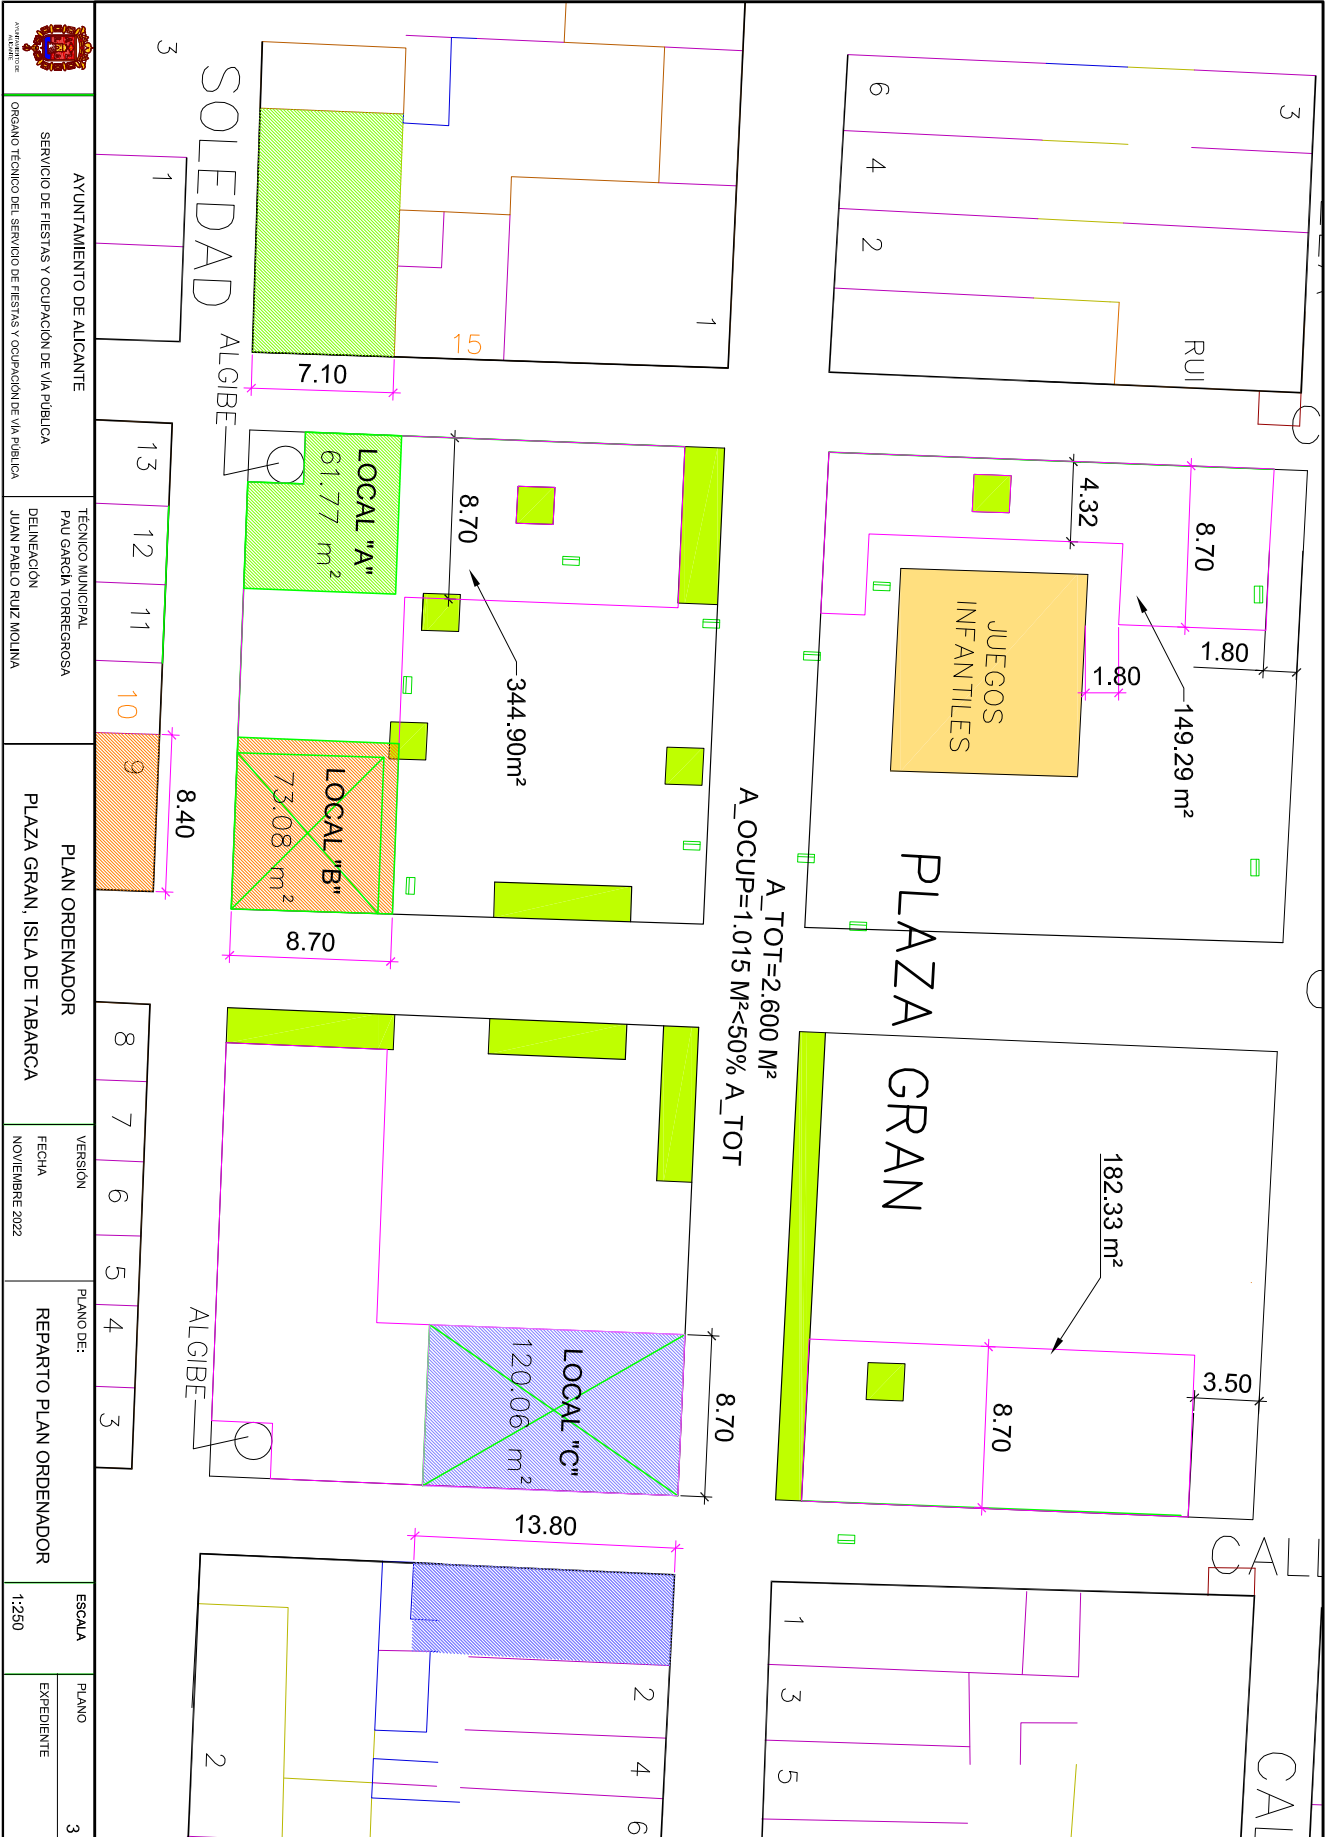 AYUNTAMIENTO DE
ALICANTE
AYUNTAMIENTO DE ALICANTE
SERVICIO DE FIESTAS Y OCUPACIÓN DE VÍA PÚBLICA
ORGANO TÉCNICO DEL SERVICIO DE FIESTAS Y OCUPACIÓN DE VÍA PÚBLICA
TÉCNICO MUNICIPAL
PAU GARCÍA TORREGROSA
DELINEACIÓN
JUAN PABLO RUIZ MOLINA
PLAN ORDENADOR
PLAZA GRAN, ISLA DE TABARCA
VERSIÓN
FECHA
NOVIEMBRE 2022
PLANO DE:
REPARTO PLAN ORDENADOR
ESCALA
1:250
PLANO
3
EXPEDIENTE
3
1
SOLEDAD
ALGIBE
7.10
15
1
6
4
2
3
RUI
C
13
12
11
10
9
8.40
8
7
6
5
4
3
LOCAL "A"
61.77 m²
8.70
344.90m²
LOCAL "B"
73.08 m²
8.70
4.32
8.70
1.80
1.80
149.29 m²
JUEGOS
INFANTILES
A_TOT=2.600 M²
A_OCUP=1.015 M²<50% A_TOT
PLAZA GRAN
182.33 m²
3.50
8.70
LOCAL "C"
120.06 m²
8.70
13.80
ALGIBE
CALL
CAL
2
2
4
6
1
3
5